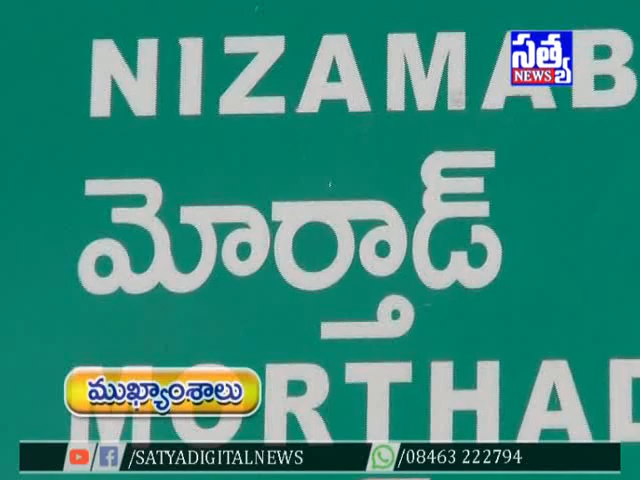 NIZAMAB
సత్య
NEWS
మోర్తాడ్
MORTHAD
ముఖ్యాంశాలు
/SATYADIGITALNEWS
/08463 222794